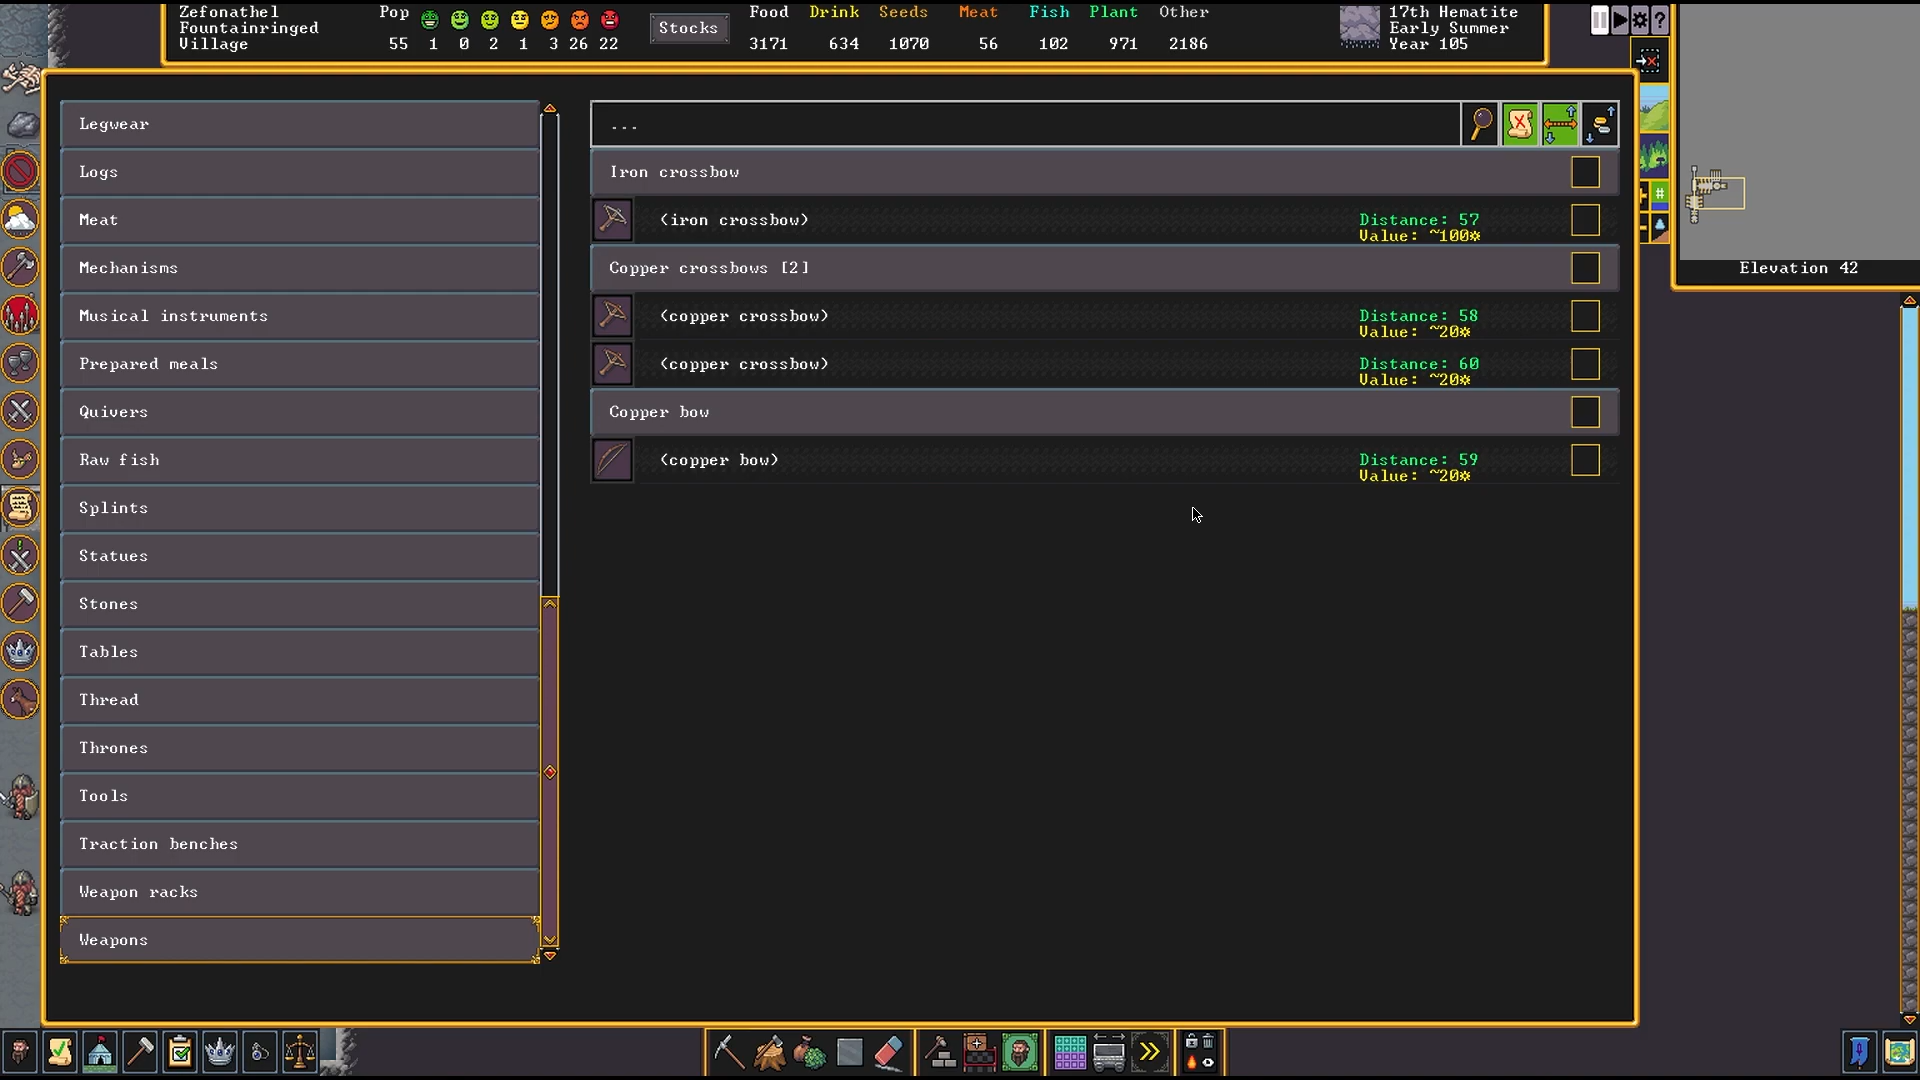 Zefonathel
Fountainringed
Village
Pop
55 1 0 2 1 3 26 22
Stocks
Food Drink Seeds Meat Fish Plant Other
3171 634 1070 56 102 971 2186
17th Hematite
Early Summer
Year 105
?
#
Elevation 42
Legwear
Logs
Meat
Mechanisms
Musical instruments
Prepared meals
Quivers
Raw fish
Splints
Statues
Stones
Tables
Thread
Thrones
Tools
Traction benches
Weapon racks
Weapons
...
Iron crossbow
(iron crossbow)
Distance: 57
Value: ~100☼
Copper crossbows [2]
(copper crossbow)
Distance: 58
Value: ~20☼
(copper crossbow)
Distance: 60
Value: ~20☼
Copper bow
(copper bow)
Distance: 59
Value: ~20☼